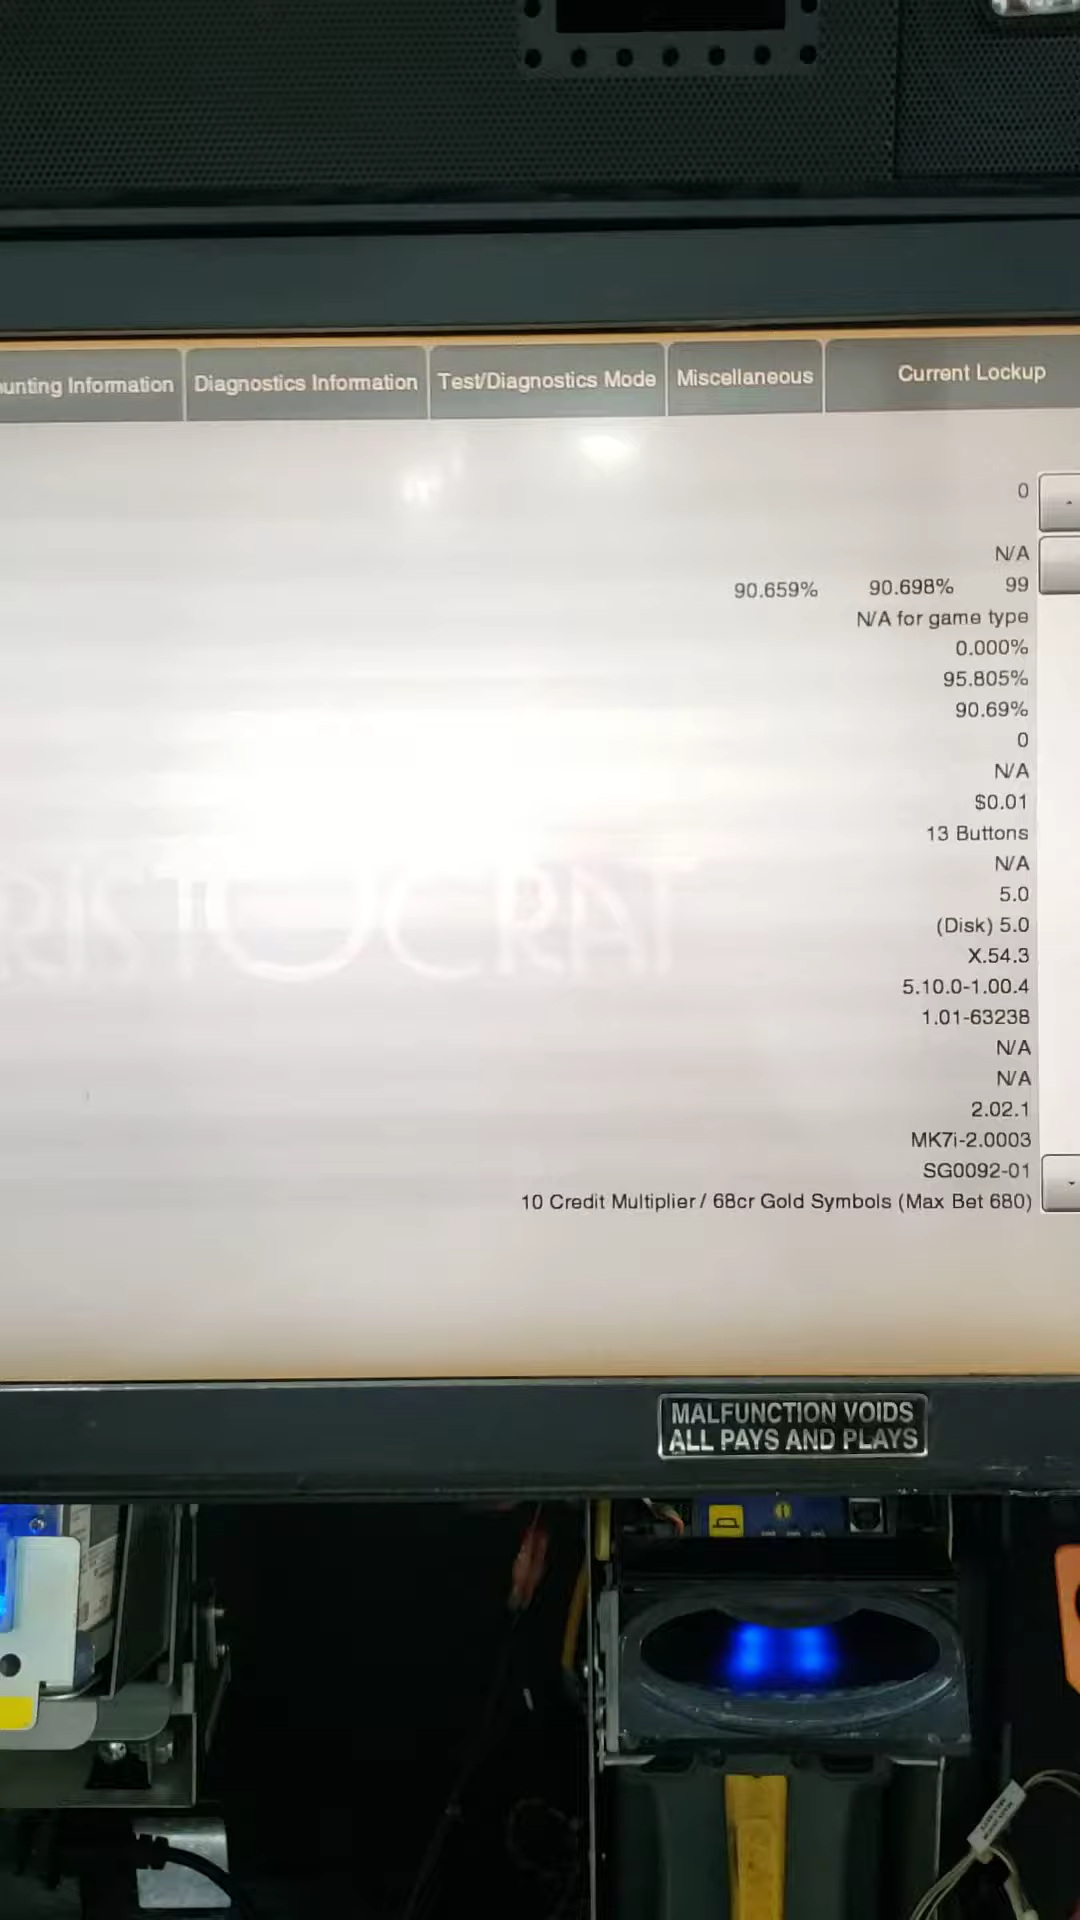 unting Information Diagnostics Information Test/Diagnostics Mode Miscellaneous Current Lockup
0
N/A
90.659% 90.698% 99
N/A for game type
0.000%
95.805%
90.69%
0
N/A
$0.01
13 Buttons
N/A
RISTOCRAT
5.0
(Disk) 5.0
X.54.3
5.10.0-1.00.4
1.01-63238
N/A
N/A
2.02.1
MK7i-2.0003
SG0092-01
10 Credit Multiplier / 68cr Gold Symbols (Max Bet 680)
MALFUNCTION VOIDS
ALL PAYS AND PLAYS